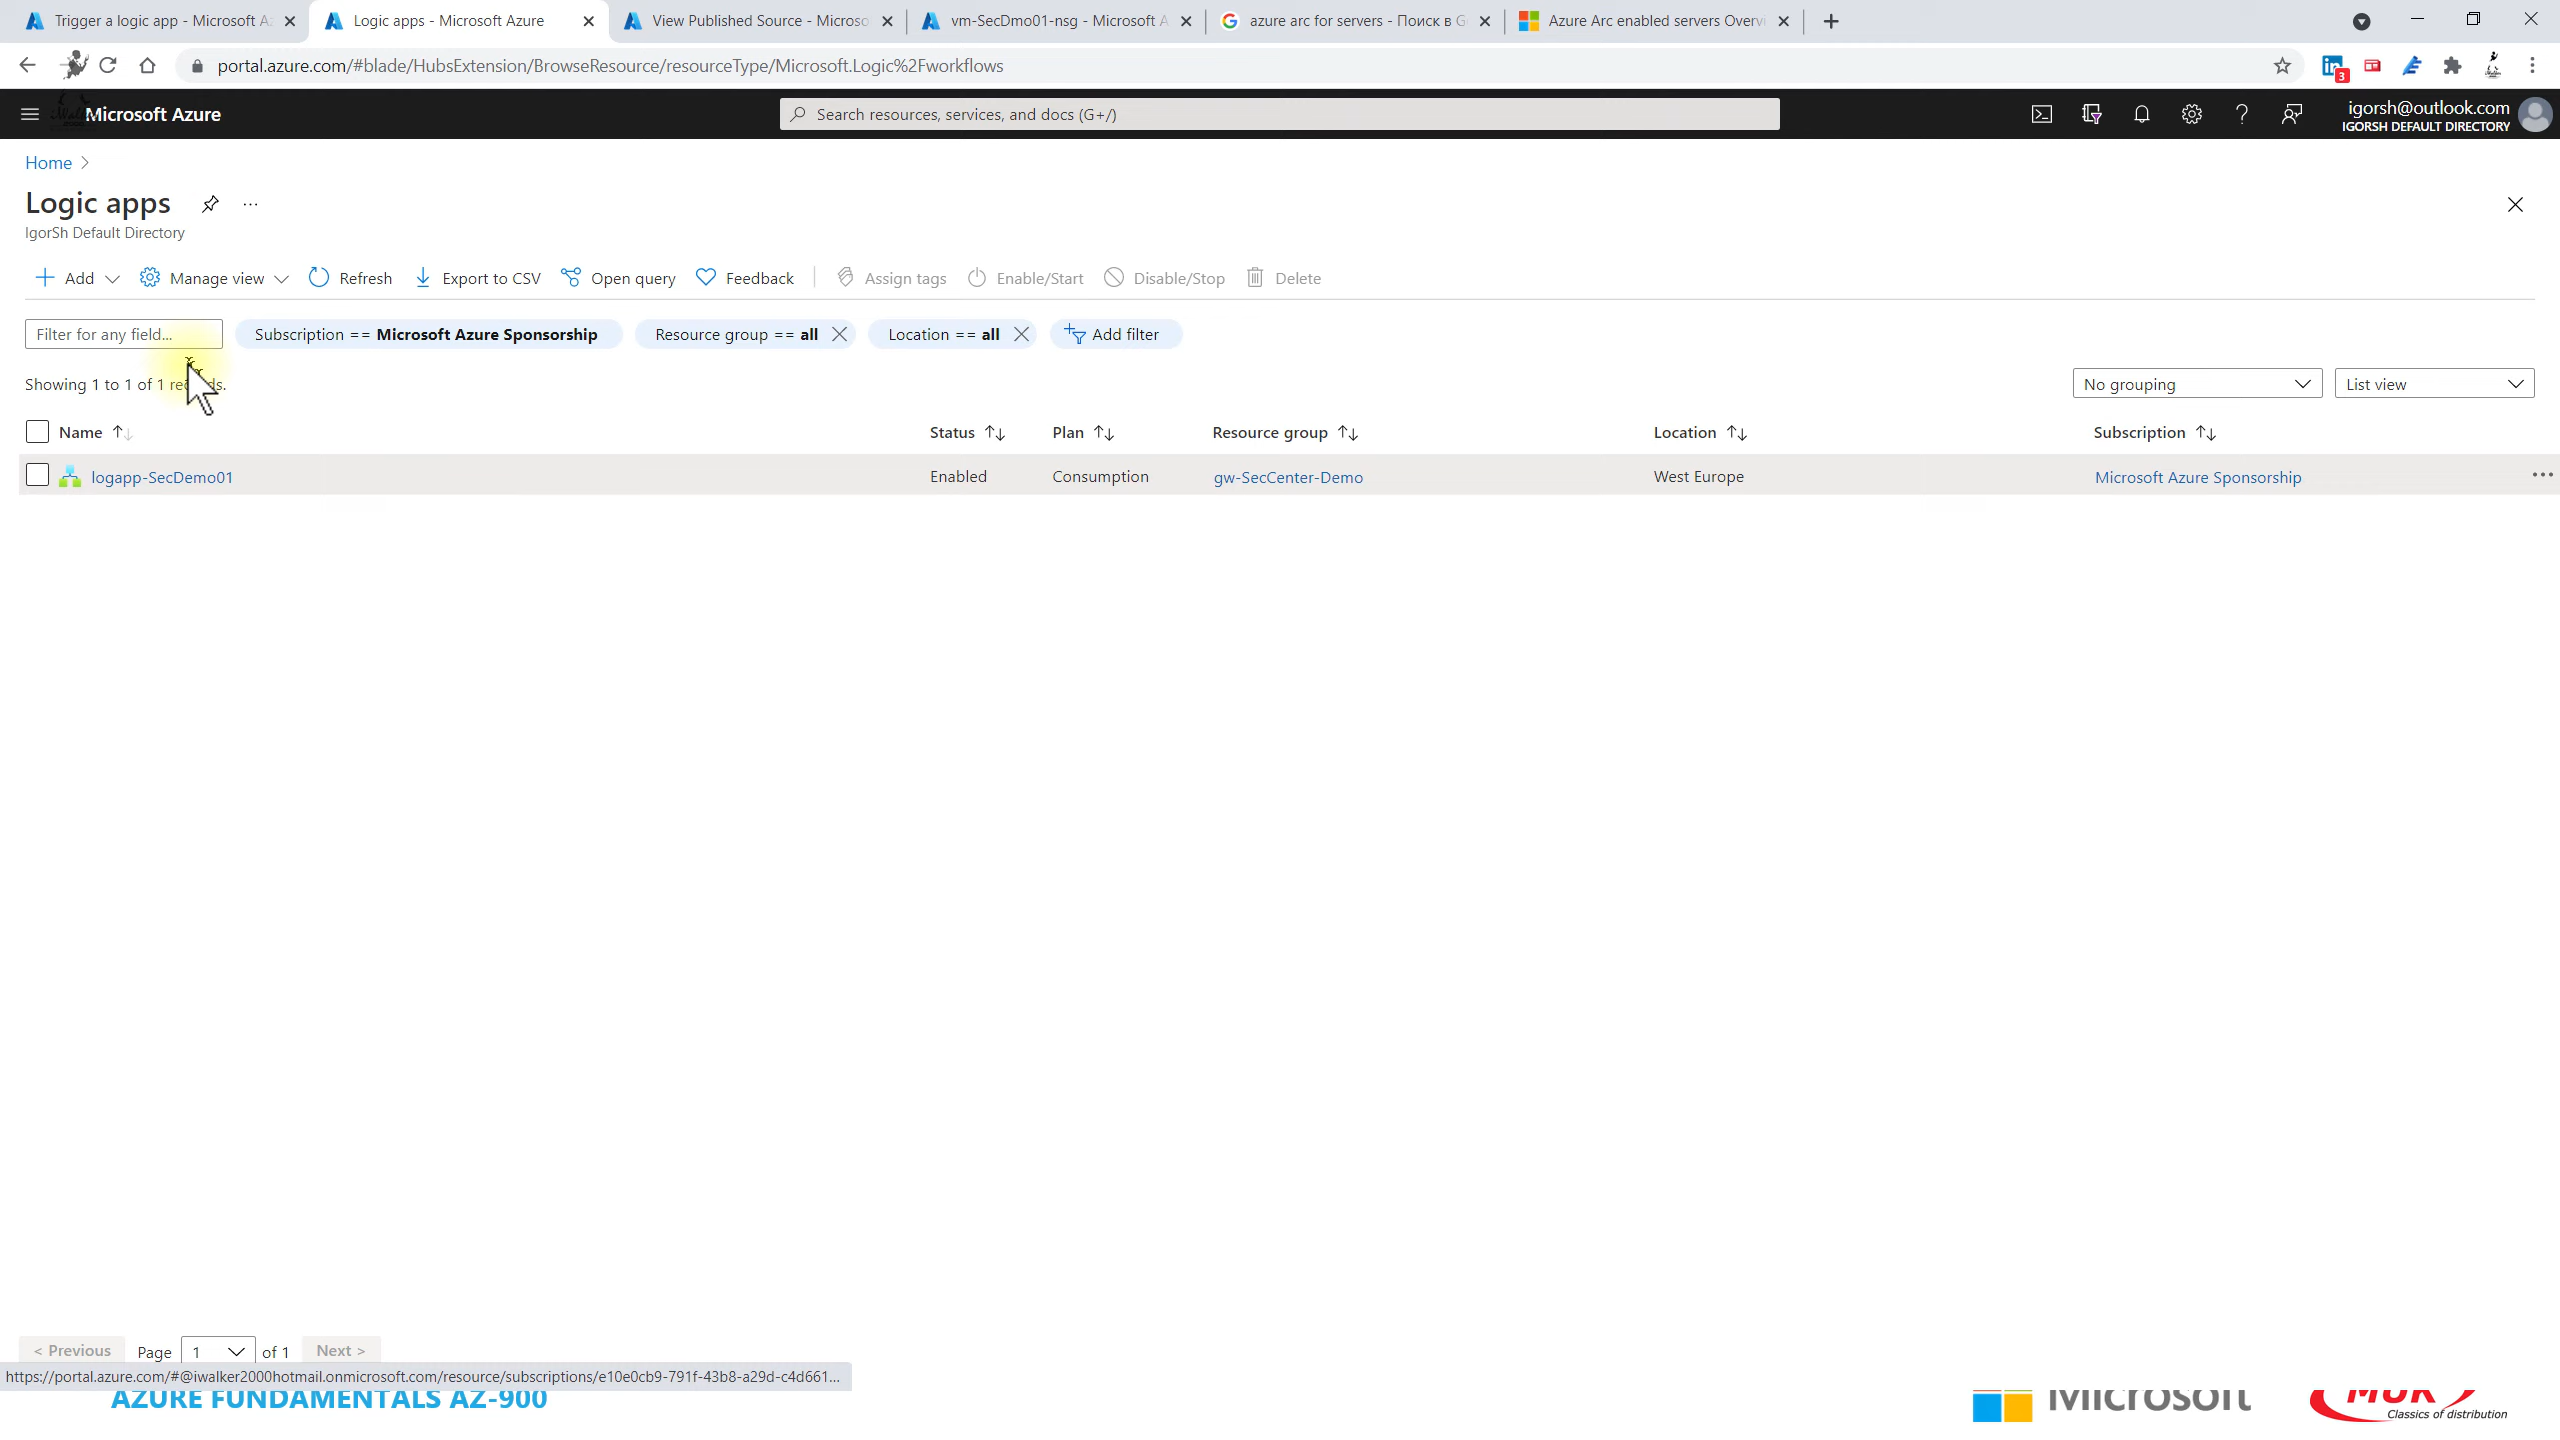 Trigger a logic app - Microsoft A
Logic apps - Microsoft Azure
View Published Source - Microso
vm-SecDmo01-nsg - Microsoft A
azure arc for servers - Поиск в G
Azure Arc enabled servers Overvi
portal.azure.com/#blade/HubsExtension/BrowseResource/resourceType/Microsoft.Logic%2Fworkflows
3
Microsoft Azure
Search resources, services, and docs (G+/)
igorsh@outlook.com
IGORSH DEFAULT DIRECTORY
Home
Logic apps
IgorSh Default Directory
Add
Manage view
Refresh
Export to CSV
Open query
Feedback
Assign tags
Enable/Start
Disable/Stop
Delete
Filter for any field...
Subscription == Microsoft Azure Sponsorship
Resource group == all
Location == all
Add filter
Showing 1 to 1 of 1 records.
No grouping
List view
Name
Status
Plan
Resource group
Location
Subscription
logapp-SecDemo01
Enabled
Consumption
gw-SecCenter-Demo
West Europe
Microsoft Azure Sponsorship
< Previous
Page
1
of 1
Next >
https://portal.azure.com/#@iwalker2000hotmail.onmicrosoft.com/resource/subscriptions/e10e0cb9-791f-43b8-a29d-c4d661...
AZURE FUNDAMENTALS AZ-900
Microsoft
MUK
Classics of distribution